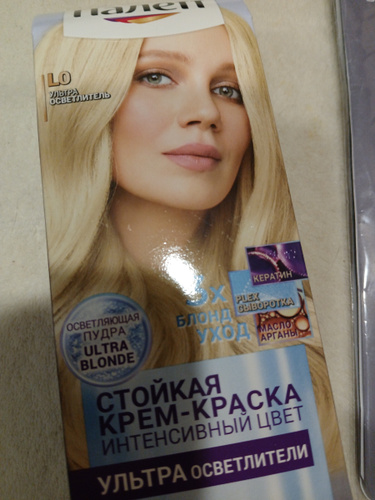 Палетт
L0
УЛЬТРА
ОСВЕТЛИТЕЛЬ
3x
БЛОНД
УХОД
КЕРАТИН
PLEX
СЫВОРОТКА
МАСЛО
АРГАНЫ
ОСВЕТЛЯЮЩАЯ
ПУДРА
ULTRA
BLONDE
СТОЙКАЯ
КРЕМ-КРАСКА
ИНТЕНСИВНЫЙ ЦВЕТ
УЛЬТРА ОСВЕТЛИТЕЛИ